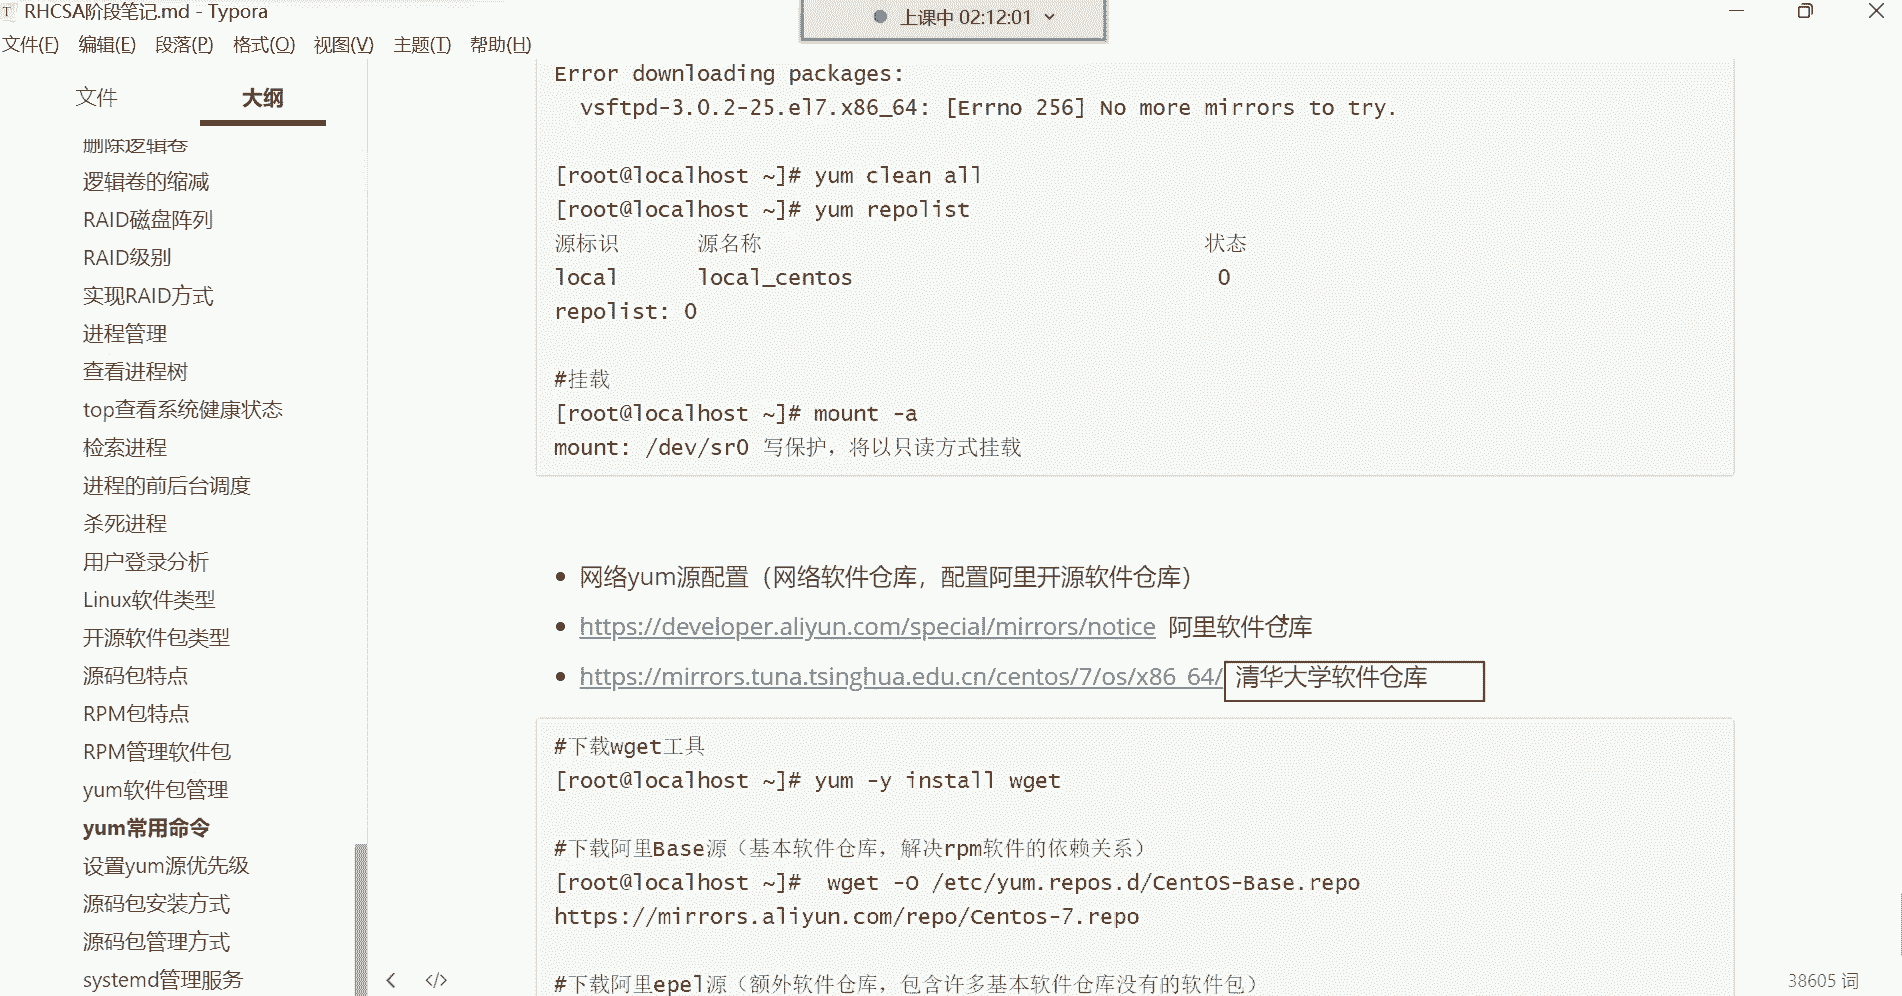 RHCSA阶段笔记.md - Typora
上课中 02:12:01
文件(F) 编辑(E) 段落(P) 格式(O) 视图(V) 主题(T) 帮助(H)
文件 大纲
删除逻辑卷
逻辑卷的缩减
RAID磁盘阵列
RAID级别
实现RAID方式
进程管理
查看进程树
top查看系统健康状态
检索进程
进程的前后台调度
杀死进程
用户登录分析
Linux软件类型
开源软件包类型
源码包特点
RPM包特点
RPM管理软件包
yum软件包管理
yum常用命令
设置yum源优先级
源码包安装方式
源码包管理方式
systemd管理服务
Error downloading packages:
vsftpd-3.0.2-25.el7.x86_64: [Errno 256] No more mirrors to try.
[root@localhost ~]# yum clean all
[root@localhost ~]# yum repolist
源标识 源名称 状态
local local_centos 0
repolist: 0
#挂载
[root@localhost ~]# mount -a
mount: /dev/sr0 写保护，将以只读方式挂载
网络yum源配置（网络软件仓库，配置阿里开源软件仓库）
https://developer.aliyun.com/special/mirrors/notice 阿里软件仓库
https://mirrors.tuna.tsinghua.edu.cn/centos/7/os/x86_64/ 清华大学软件仓库
#下载wget工具
[root@localhost ~]# yum -y install wget
#下载阿里Base源（基本软件仓库，解决rpm软件的依赖关系）
[root@localhost ~]# wget -O /etc/yum.repos.d/CentOS-Base.repo
https://mirrors.aliyun.com/repo/Centos-7.repo
#下载阿里epel源（额外软件仓库，包含许多基本软件仓库没有的软件包）
38605 词